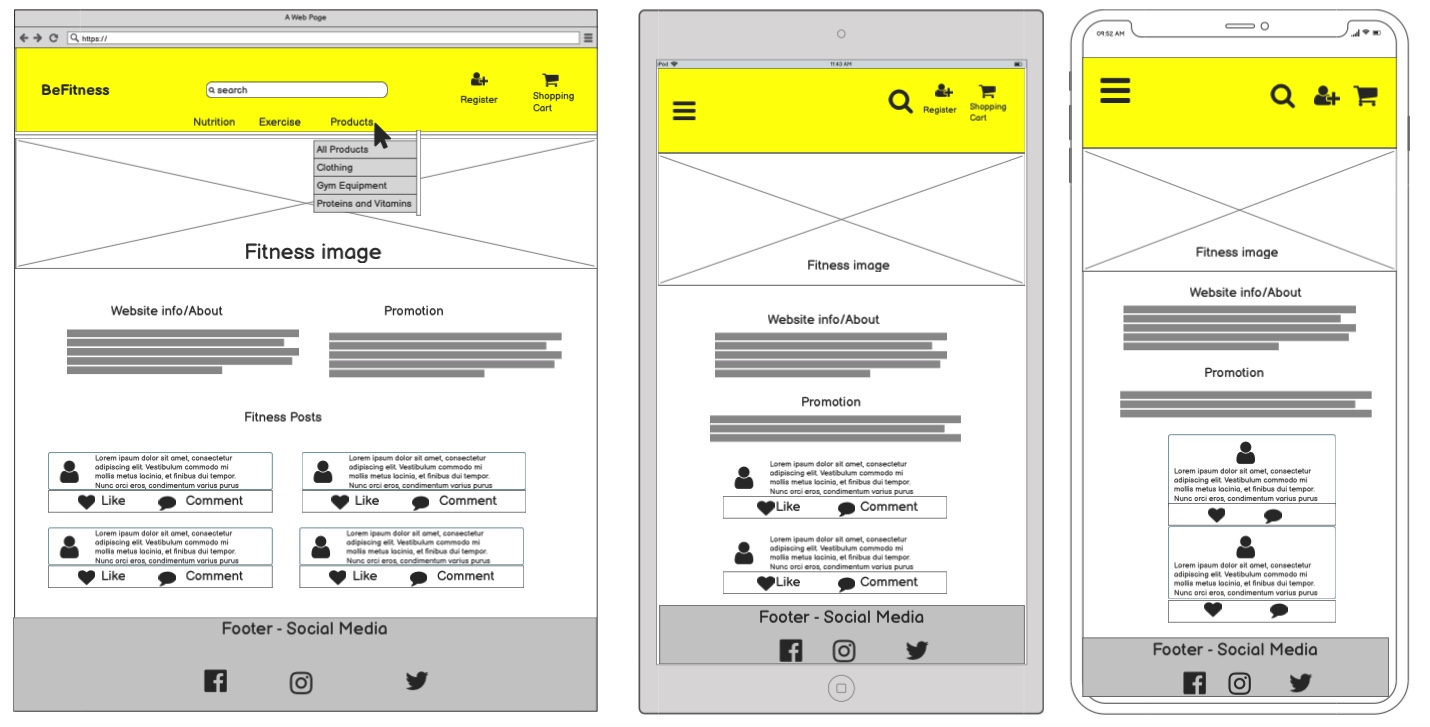 A Web Page
https://
BeFitness
search
Register
Shopping
Cart
Nutrition
Exercise
Products
All Products
Clothing
Gym Equipment
Proteins and Vitamins
Fitness image
Website info/About
Promotion
Fitness Posts
Lorem ipsum dolor sit amet, consectetur
adipiscing elit. Vestibulum commodo mi
mollis metus lacinia, et finibus dui tempor.
Nunc orci eros, condimentum varius purus
Like
Comment
Lorem ipsum dolor sit amet, consectetur
adipiscing elit. Vestibulum commodo mi
mollis metus lacinia, et finibus dui tempor.
Nunc orci eros, condimentum varius purus
Like
Comment
Lorem ipsum dolor sit amet, consectetur
adipiscing elit. Vestibulum commodo mi
mollis metus lacinia, et finibus dui tempor.
Nunc orci eros, condimentum varius purus
Like
Comment
Lorem ipsum dolor sit amet, consectetur
adipiscing elit. Vestibulum commodo mi
mollis metus lacinia, et finibus dui tempor.
Nunc orci eros, condimentum varius purus
Like
Comment
Footer - Social Media
iPod
11:43 AM
Register
Shopping
Cart
Fitness image
Website info/About
Promotion
Lorem ipsum dolor sit amet, consectetur
adipiscing elit. Vestibulum commodo mi
mollis metus lacinia, et finibus dui tempor.
Nunc orci eros, condimentum varius purus
Like
Comment
Lorem ipsum dolor sit amet, consectetur
adipiscing elit. Vestibulum commodo mi
mollis metus lacinia, et finibus dui tempor.
Nunc orci eros, condimentum varius purus
Like
Comment
Footer - Social Media
09:52 AM
Fitness image
Website info/About
Promotion
Lorem ipsum dolor sit amet, consectetur
adipiscing elit. Vestibulum commodo mi
mollis metus lacinia, et finibus dui tempor.
Nunc orci eros, condimentum varius purus
Lorem ipsum dolor sit amet, consectetur
adipiscing elit. Vestibulum commodo mi
mollis metus lacinia, et finibus dui tempor.
Nunc orci eros, condimentum varius purus
Footer - Social Media